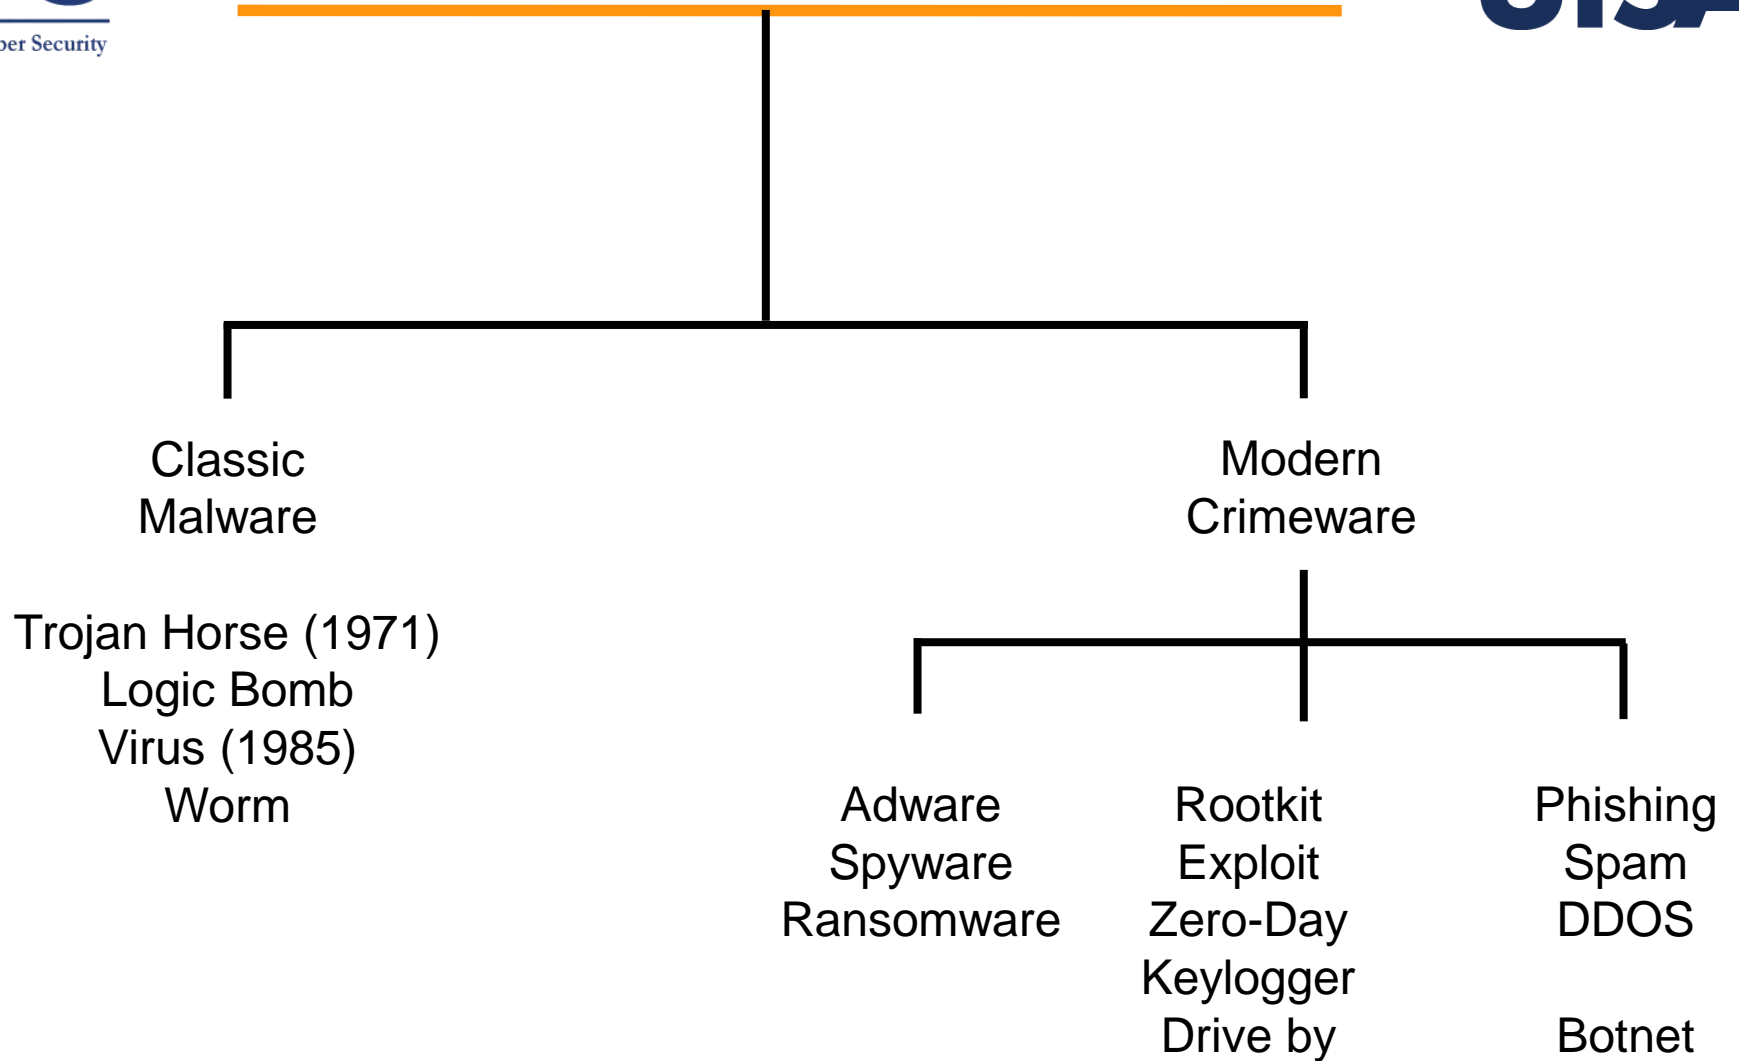 Security
Classic
Malware
Trojan Horse (1971)
Logic Bomb
Virus (1985)
Worm
Modern
Crimeware
Adware
Spyware
Ransomware
Rootkit
Exploit
Zero-Day
Keylogger
Drive by
Phishing
Spam
DDOS
Botnet